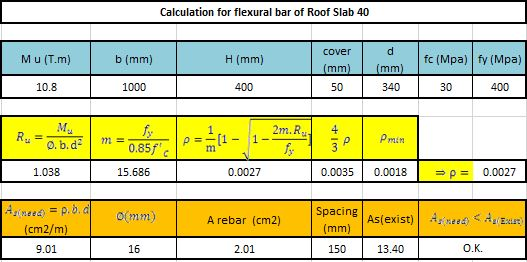 Calculation for flexural bar of Roof Slab 40
M u (T.m) b (mm) H (mm) cover (mm) d (mm) fc (Mpa) fy (Mpa)
10.8 1000 400 50 340 30 400
R_u = M_u / Ø.b.d² m = f_y / 0.85f'_c ρ = 1/m [1 - √(1 - 2m.R_u / f_y)] 4/3 ρ ρ_min
1.038 15.686 0.0027 0.0035 0.0018 ⇒ ρ = 0.0027
A_s(need) = ρ.b.d (cm2/m) Ø(mm) A rebar (cm2) Spacing (mm) As(exist) A_s(need) < A_s(Exist)
9.01 16 2.01 150 13.40 O.K.